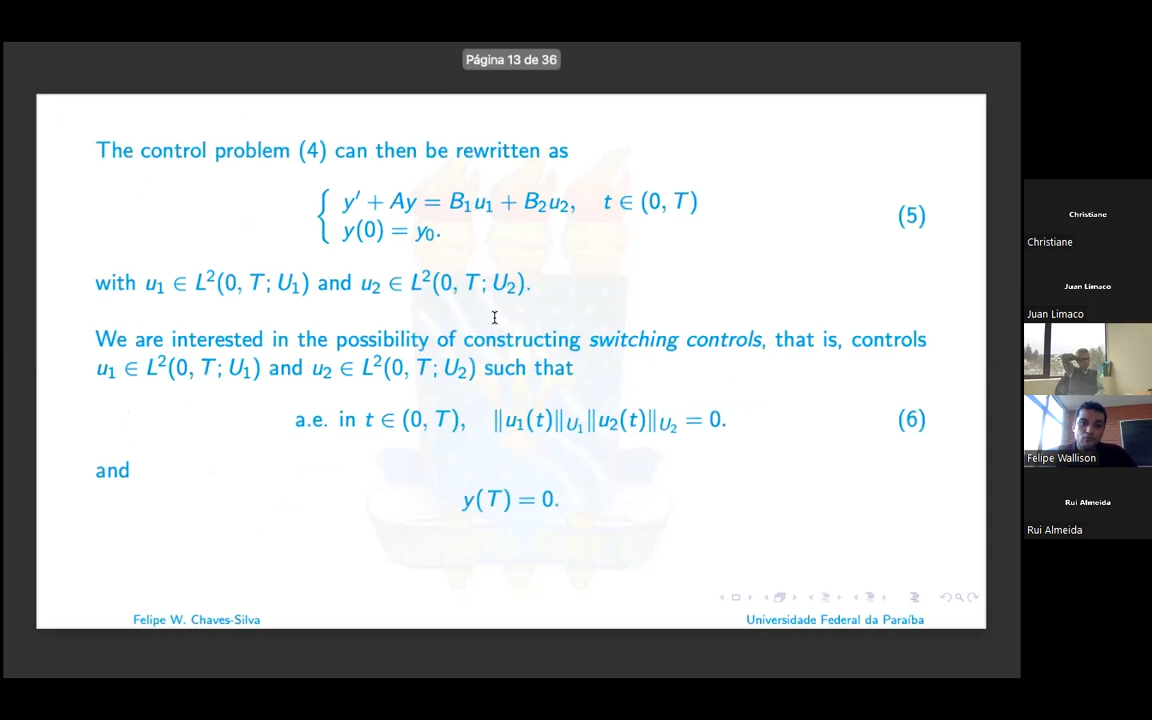 Página 13 de 36
The control problem (4) can then be rewritten as
y′ + Ay = B₁u₁ + B₂u₂, t ∈ (0, T)
y(0) = y₀.
(5)
with u₁ ∈ L²(0, T; U₁) and u₂ ∈ L²(0, T; U₂).
We are interested in the possibility of constructing switching controls, that is, controls
u₁ ∈ L²(0, T; U₁) and u₂ ∈ L²(0, T; U₂) such that
a.e. in t ∈ (0, T), ‖u₁(t)‖_U₁‖u₂(t)‖_U₂ = 0. (6)
and
y(T) = 0.
Felipe W. Chaves-Silva Universidade Federal da Paraíba
Christiane
Christiane
Juan Limaco
Juan Limaco
Felipe Wallison
Rui Almeida
Rui Almeida